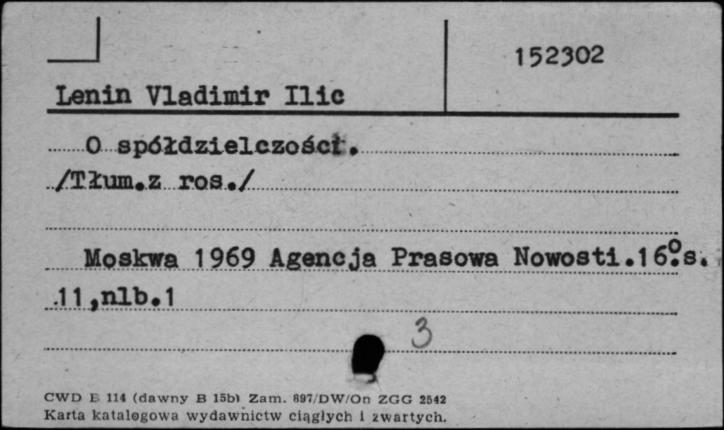 152302
Lenin Vladimir Ilic
O spółdzielczości.
/Tłum.z ros./
Moskwa 1969 Agencja Prasowa Nowosti.16°.s.
11,nlb.1
3
CWD B 114 (dawny B 15b) Zam. 897/DW/On ZGG 2542
Karta katalogowa wydawnictw ciągłych i zwartych.